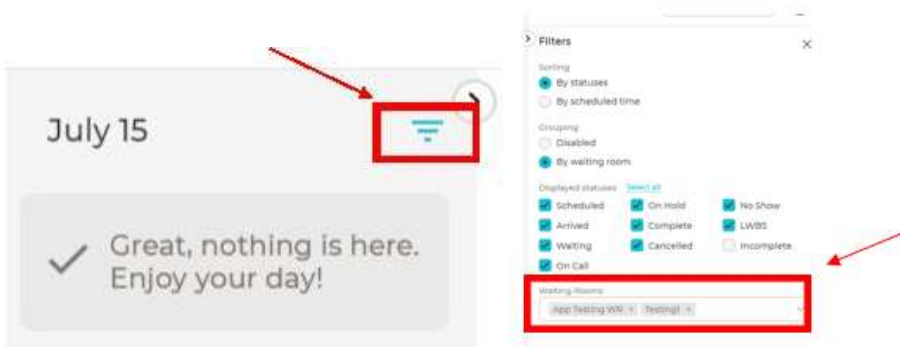 July 15
Great, nothing is here.
Enjoy your day!
Filters
Sorting
By statuses
By scheduled time
Grouping
Disabled
By waiting room
Displayed statuses Select all
Scheduled On Hold No Show
Arrived Complete LWBS
Waiting Cancelled Incomplete
On Call
Waiting Rooms
App Testing WR × Testing1 ×